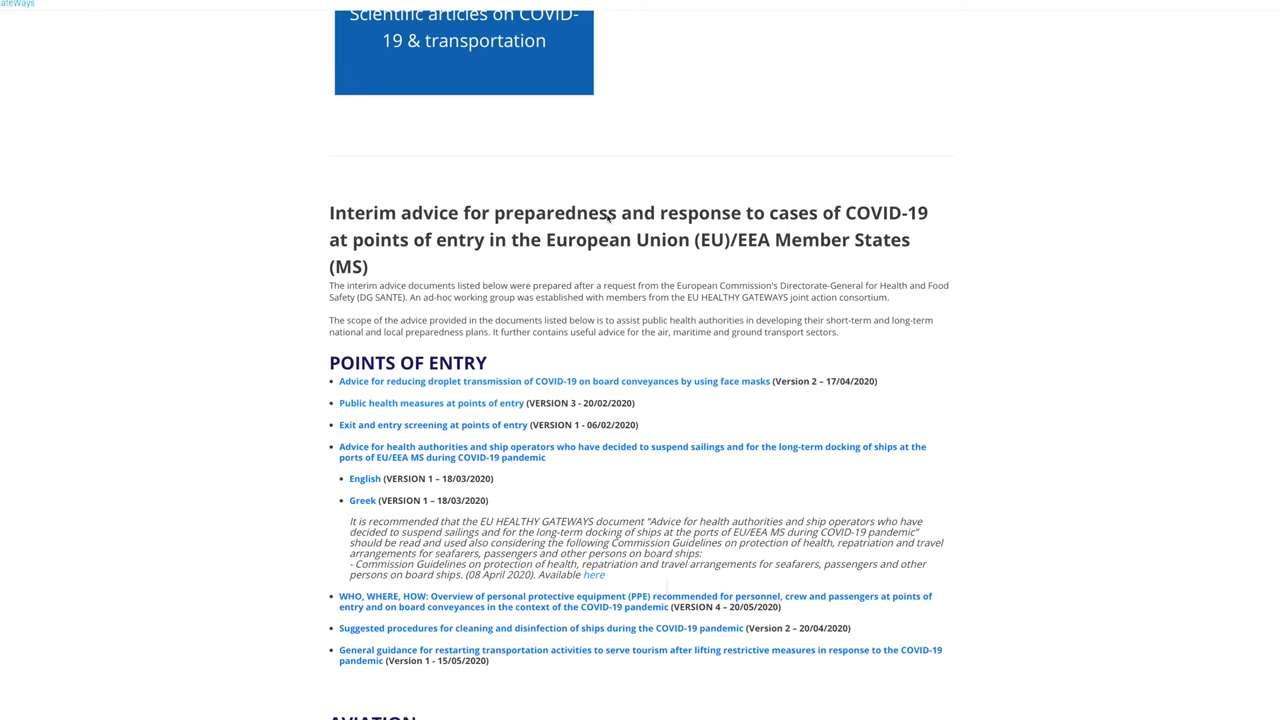 ateWays
Scientific articles on COVID-
19 & transportation
Interim advice for preparedness and response to cases of COVID-19
at points of entry in the European Union (EU)/EEA Member States
(MS)
The interim advice documents listed below were prepared after a request from the European Commission's Directorate-General for Health and Food
Safety (DG SANTE). An ad-hoc working group was established with members from the EU HEALTHY GATEWAYS joint action consortium.
The scope of the advice provided in the documents listed below is to assist public health authorities in developing their short-term and long-term
national and local preparedness plans. It further contains useful advice for the air, maritime and ground transport sectors.
POINTS OF ENTRY
• Advice for reducing droplet transmission of COVID-19 on board conveyances by using face masks (Version 2 – 17/04/2020)
• Public health measures at points of entry (VERSION 3 - 20/02/2020)
• Exit and entry screening at points of entry (VERSION 1 - 06/02/2020)
• Advice for health authorities and ship operators who have decided to suspend sailings and for the long-term docking of ships at the
ports of EU/EEA MS during COVID-19 pandemic
• English (VERSION 1 – 18/03/2020)
• Greek (VERSION 1 – 18/03/2020)
It is recommended that the EU HEALTHY GATEWAYS document “Advice for health authorities and ship operators who have
decided to suspend sailings and for the long-term docking of ships at the ports of EU/EEA MS during COVID-19 pandemic”
should be read and used also considering the following Commission Guidelines on protection of health, repatriation and travel
arrangements for seafarers, passengers and other persons on board ships:
- Commission Guidelines on protection of health, repatriation and travel arrangements for seafarers, passengers and other
persons on board ships. (08 April 2020). Available here
• WHO, WHERE, HOW: Overview of personal protective equipment (PPE) recommended for personnel, crew and passengers at points of
entry and on board conveyances in the context of the COVID-19 pandemic (VERSION 4 – 20/05/2020)
• Suggested procedures for cleaning and disinfection of ships during the COVID-19 pandemic (Version 2 – 20/04/2020)
• General guidance for restarting transportation activities to serve tourism after lifting restrictive measures in response to the COVID-19
pandemic (Version 1 - 15/05/2020)
AVIATION